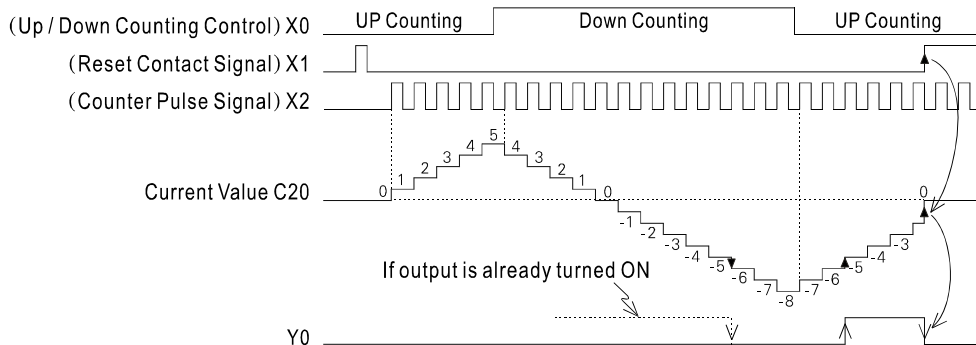 (Up / Down Counting Control) X0 UP Counting Down Counting UP Counting
(Reset Contact Signal) X1
(Counter Pulse Signal) X2
5
4 4
3 3
2 2
1 1
Current Value C20 0 0 0
-1
-2
-3 -3
-4 -4
-5 -5
-6 -6
-7 -7
-8
If output is already turned ON
Y0